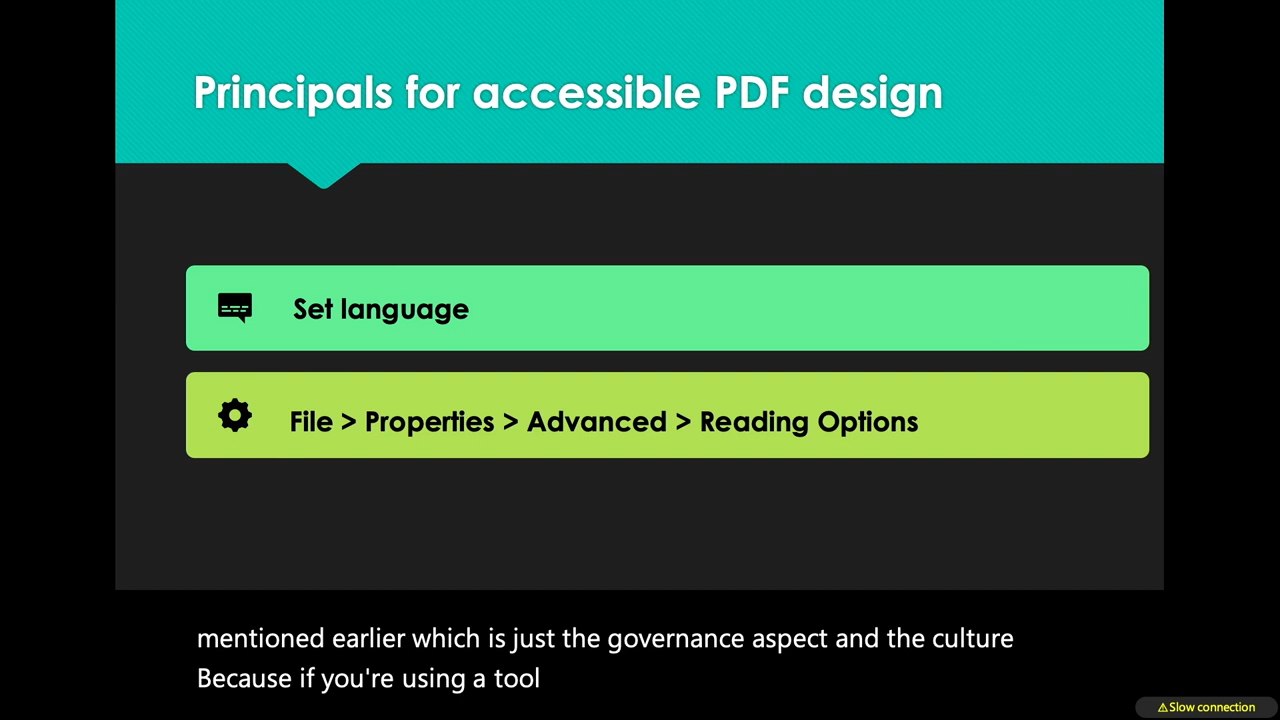 Principals for accessible PDF design
Set language
File > Properties > Advanced > Reading Options
mentioned earlier which is just the governance aspect and the culture
Because if you're using a tool
⚠Slow connection